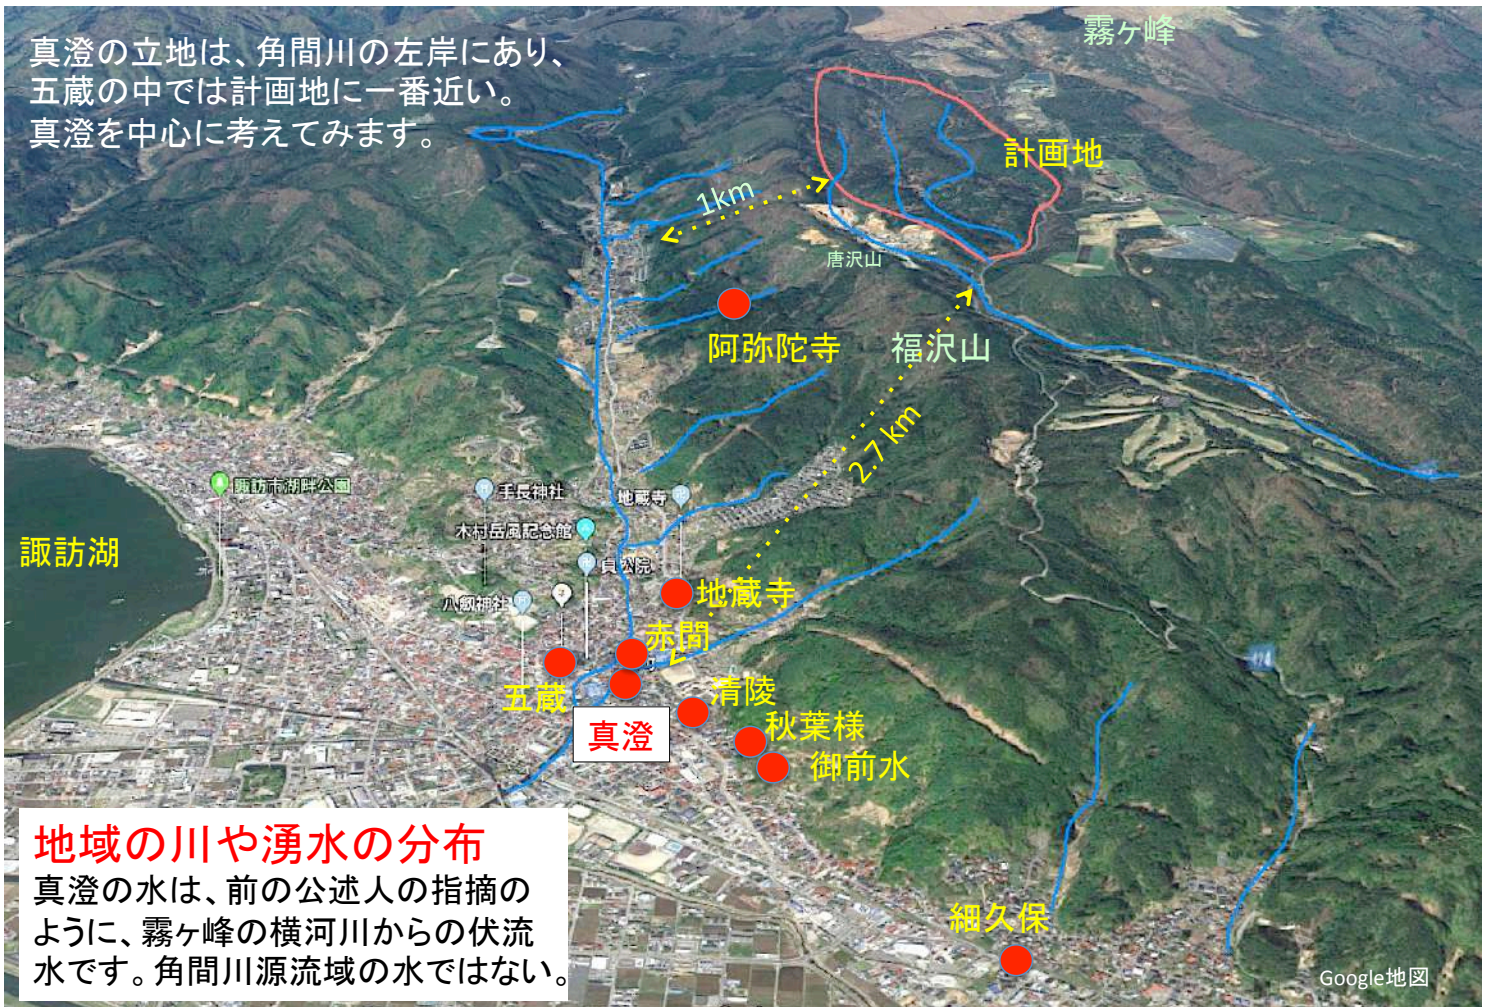 真澄の立地は、角間川の左岸にあり、
五蔵の中では計画地に一番近い。
真澄を中心に考えてみます。
霧ヶ峰
計画地
1km
唐沢山
阿弥陀寺
福沢山
2.7 km
諏訪市湖畔公園
手長神社
地蔵寺
木村岳風記念館
貞松院
諏訪湖
八剱神社
地蔵寺
赤間
五蔵
清陵
真澄
秋葉様
御前水
地域の川や湧水の分布
真澄の水は、前の公述人の指摘の
ように、霧ヶ峰の横河川からの伏流
水です。角間川源流域の水ではない。
細久保
Google地図